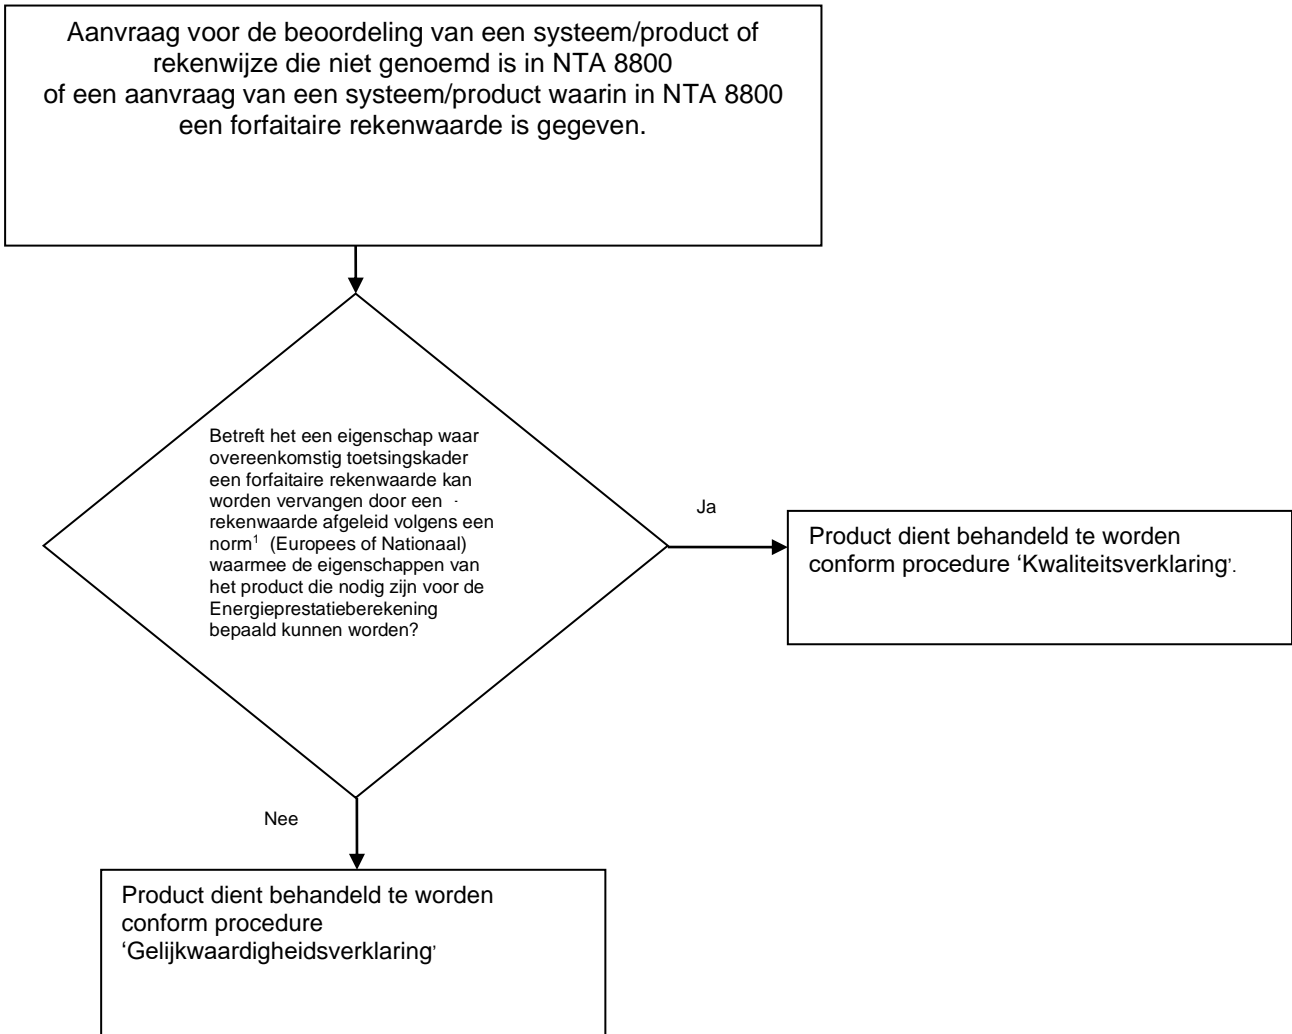 Aanvraag voor de beoordeling van een systeem/product of
rekenwijze die niet genoemd is in NTA 8800
of een aanvraag van een systeem/product waarin in NTA 8800
een forfaitaire rekenwaarde is gegeven.
Betreft het een eigenschap waar
overeenkomstig toetsingskader
een forfaitaire rekenwaarde kan
worden vervangen door een -
rekenwaarde afgeleid volgens een
norm¹ (Europees of Nationaal)
waarmee de eigenschappen van
het product die nodig zijn voor de
Energieprestatieberekening
bepaald kunnen worden?
Ja
Product dient behandeld te worden
conform procedure ‘Kwaliteitsverklaring’.
Nee
Product dient behandeld te worden
conform procedure
‘Gelijkwaardigheidsverklaring’